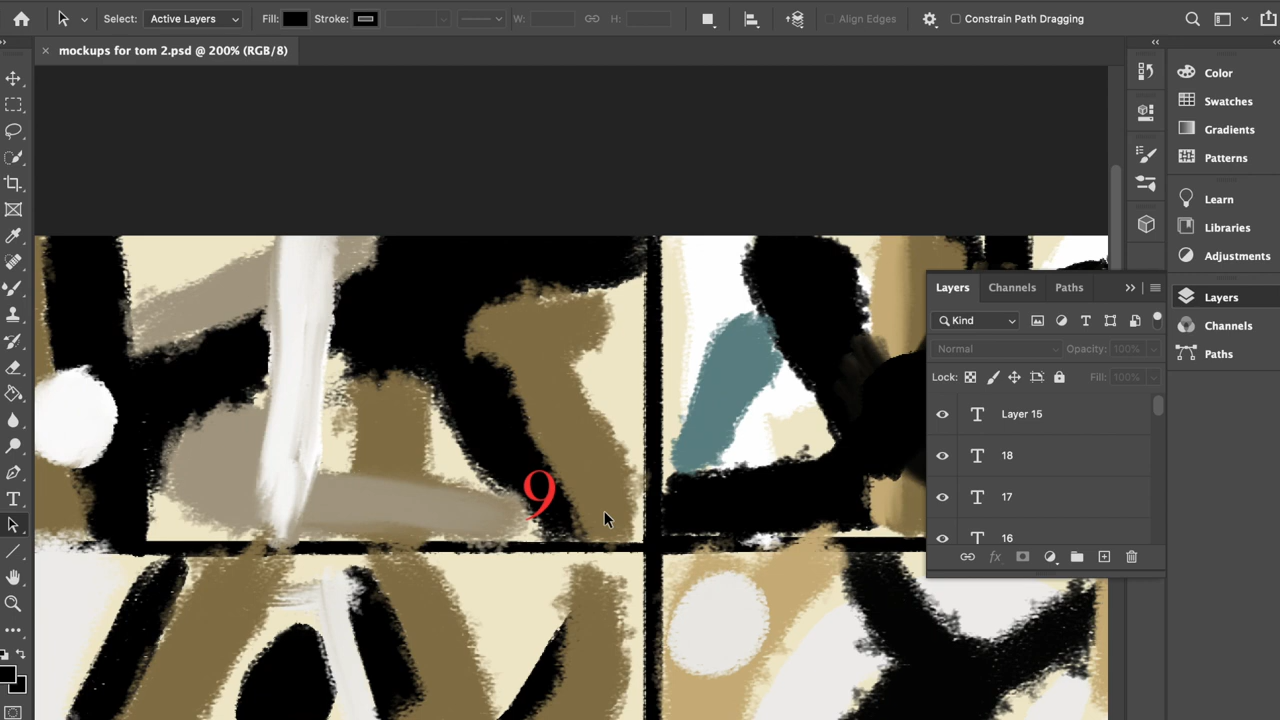 Select: Active Layers Fill: Stroke: W: H: Align Edges Constrain Path Dragging
× mockups for tom 2.psd @ 200% (RGB/8)
Color
Swatches
Gradients
Patterns
Learn
Libraries
Adjustments
Layers
Channels
Paths
Layers Channels Paths
Kind
Normal Opacity: 100%
Lock: Fill: 100%
Layer 15
18
17
16
9